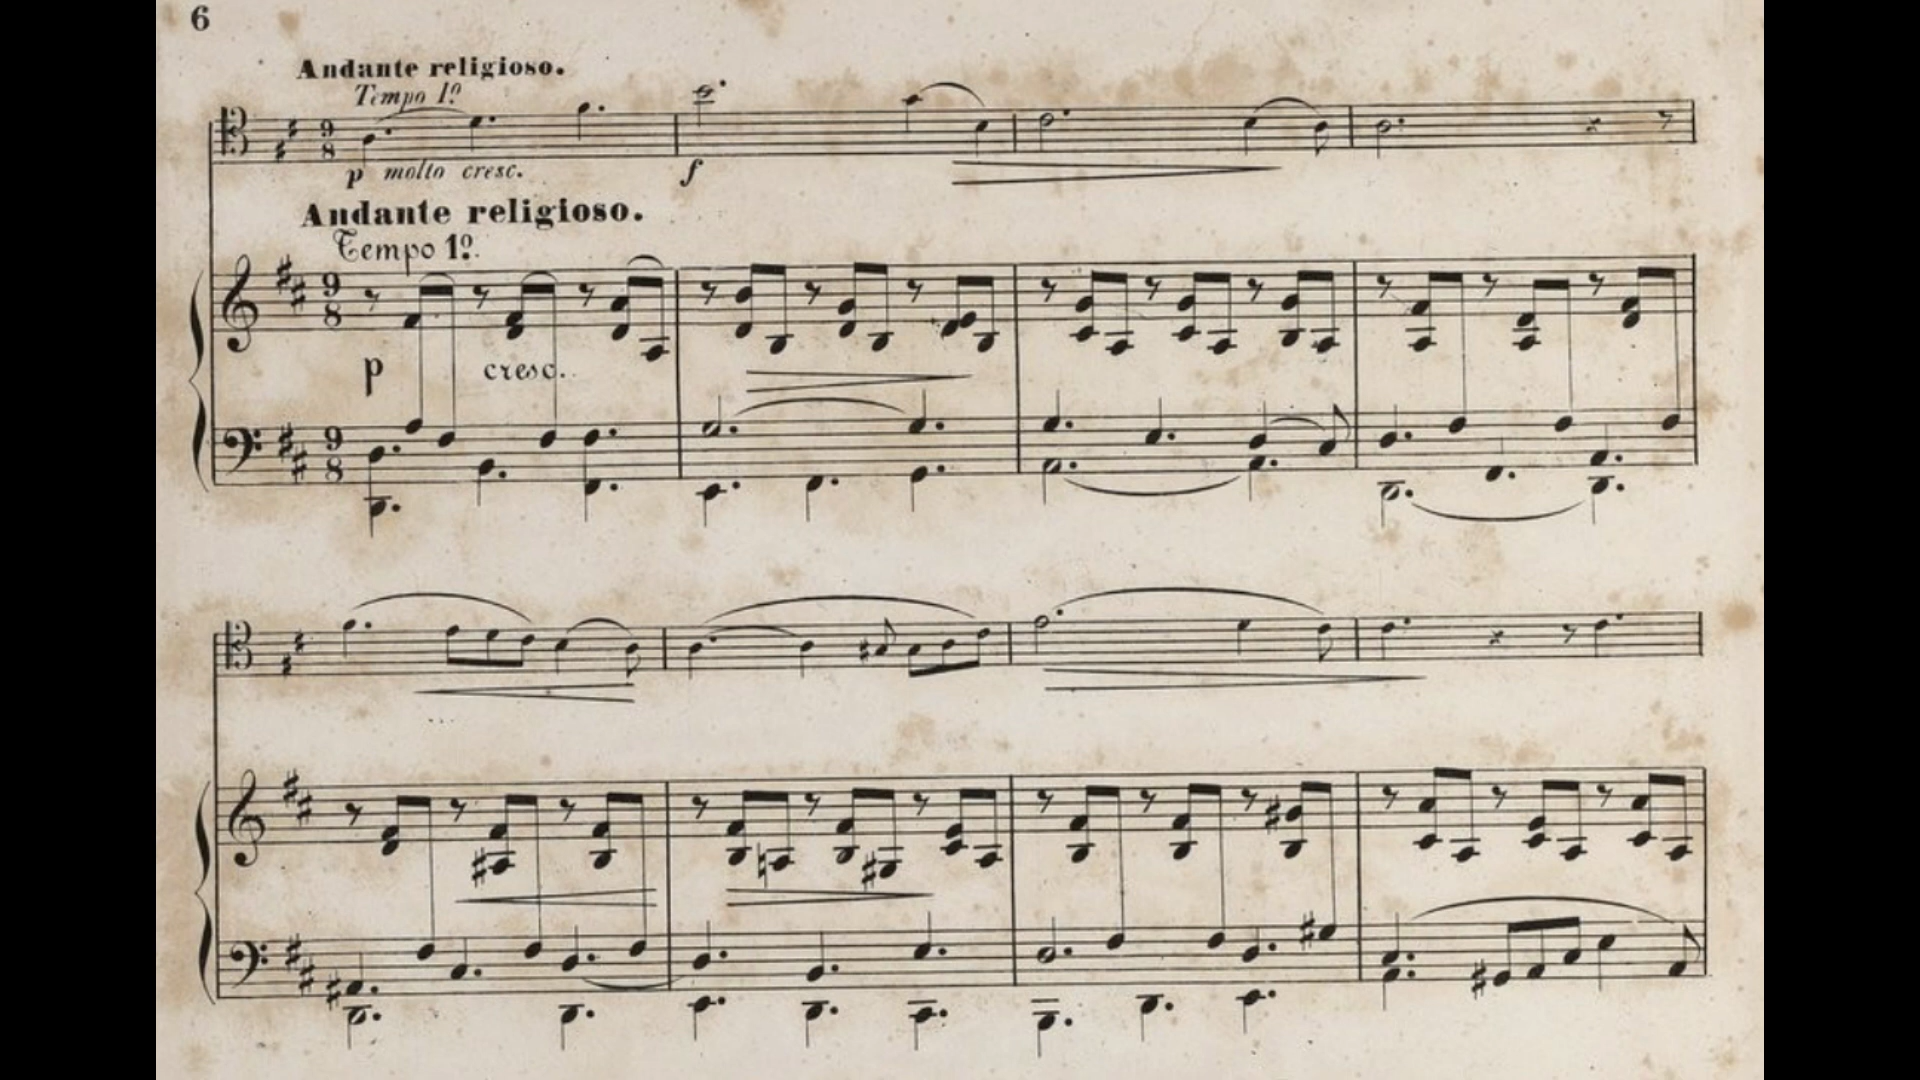 6
Andante religioso.
Tempo 1º
p molto cresc.
f
Andante religioso.
Tempo 1º.
p cresc.